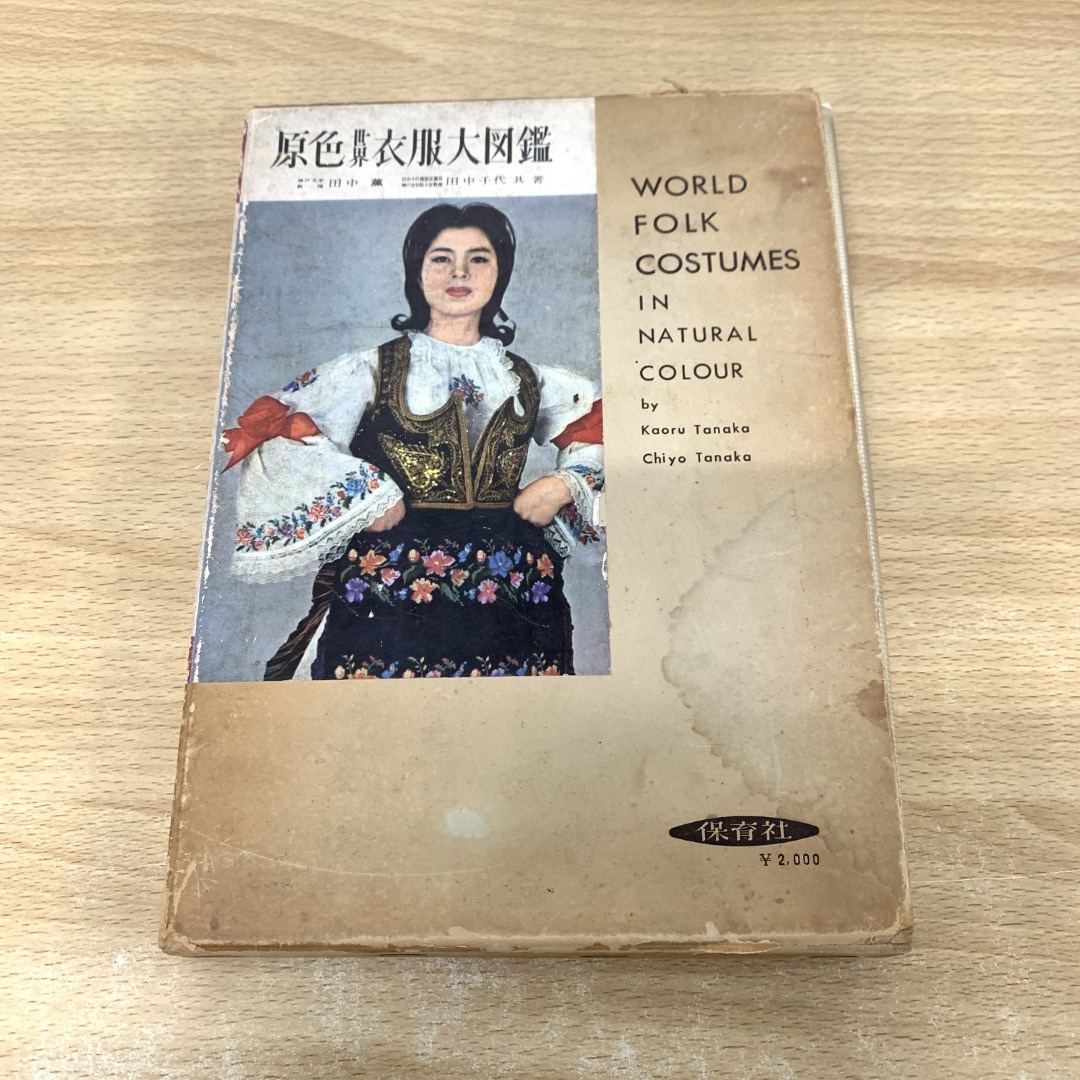 原色世界衣服大図鑑
田中 薫 田中千代 共著
WORLD
FOLK
COSTUMES
IN
NATURAL
COLOUR
by
Kaoru Tanaka
Chiyo Tanaka
保育社
¥ 2,000